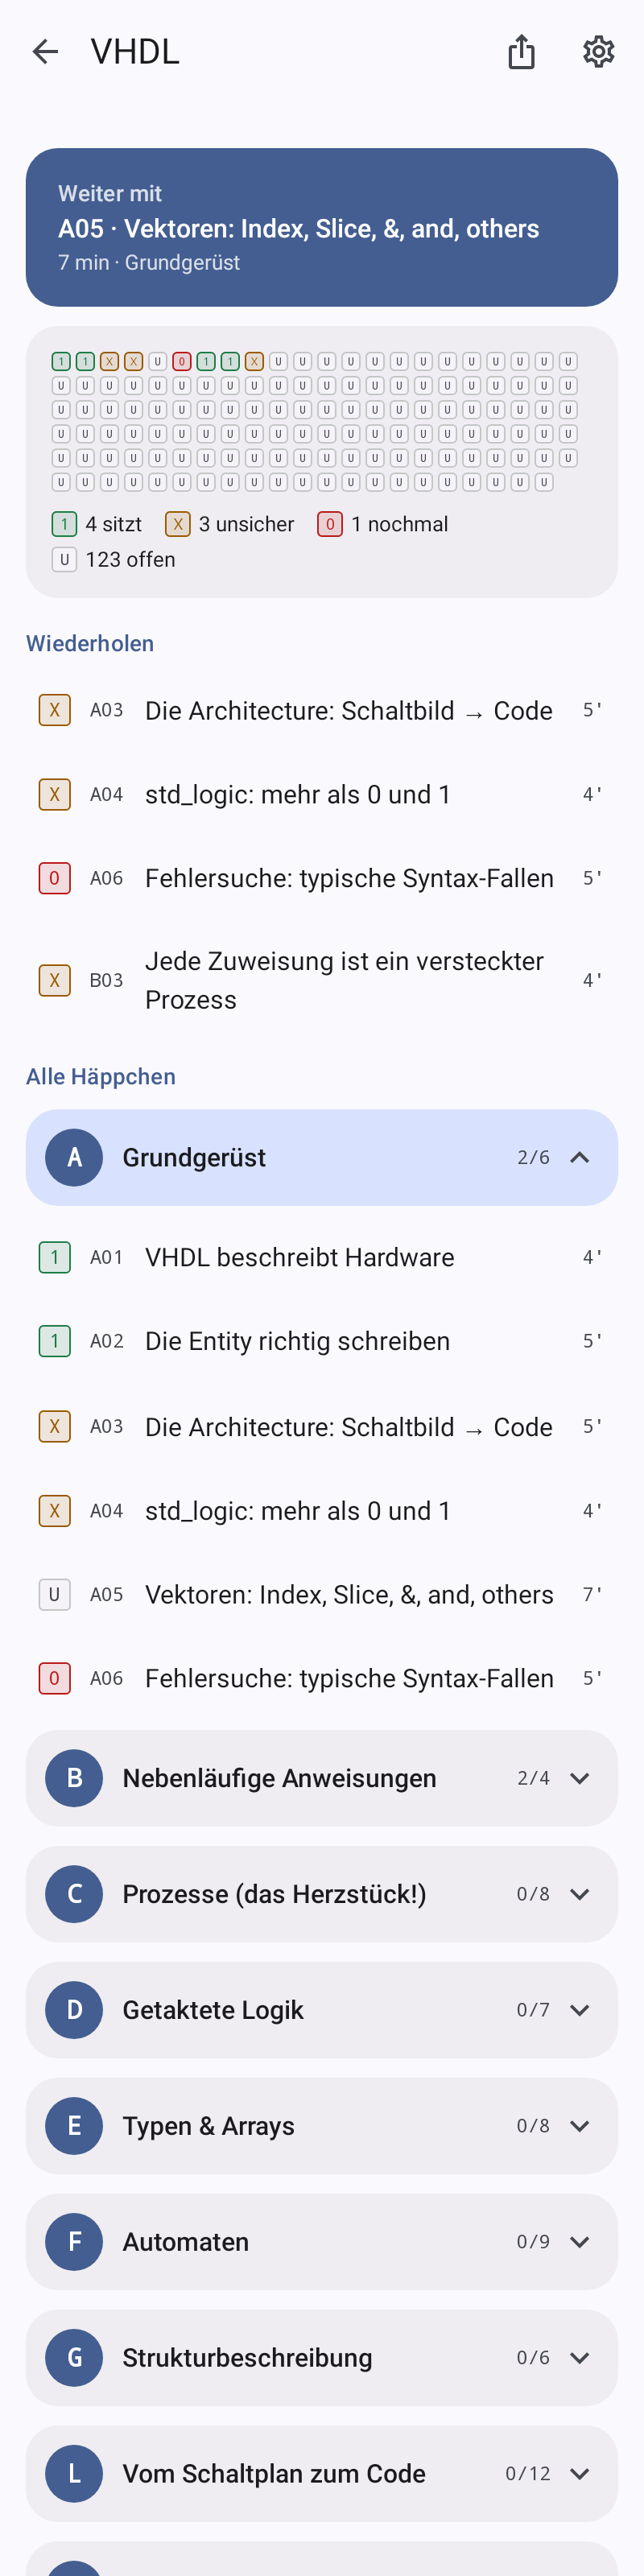 VHDL
Weiter mit
A05 · Vektoren: Index, Slice, &, and, others
7 min · Grundgerüst
1 1 X X U 0 1 1 X U U U U U U U U U U U U U
U U U U U U U U U U U U U U U U U U U U U U
U U U U U U U U U U U U U U U U U U U U U U
U U U U U U U U U U U U U U U U U U U U U U
U U U U U U U U U U U U U U U U U U U U U U
U U U U U U U U U U U U U U U U U U U U U
1 4 sitzt X 3 unsicher 0 1 nochmal
U 123 offen
Wiederholen
X A03 Die Architecture: Schaltbild → Code 5'
X A04 std_logic: mehr als 0 und 1 4'
0 A06 Fehlersuche: typische Syntax-Fallen 5'
X B03 Jede Zuweisung ist ein versteckter
Prozess 4'
Alle Häppchen
A Grundgerüst 2/6
1 A01 VHDL beschreibt Hardware 4'
1 A02 Die Entity richtig schreiben 5'
X A03 Die Architecture: Schaltbild → Code 5'
X A04 std_logic: mehr als 0 und 1 4'
U A05 Vektoren: Index, Slice, &, and, others 7'
0 A06 Fehlersuche: typische Syntax-Fallen 5'
B Nebenläufige Anweisungen 2/4
C Prozesse (das Herzstück!) 0/8
D Getaktete Logik 0/7
E Typen & Arrays 0/8
F Automaten 0/9
G Strukturbeschreibung 0/6
L Vom Schaltplan zum Code 0/12